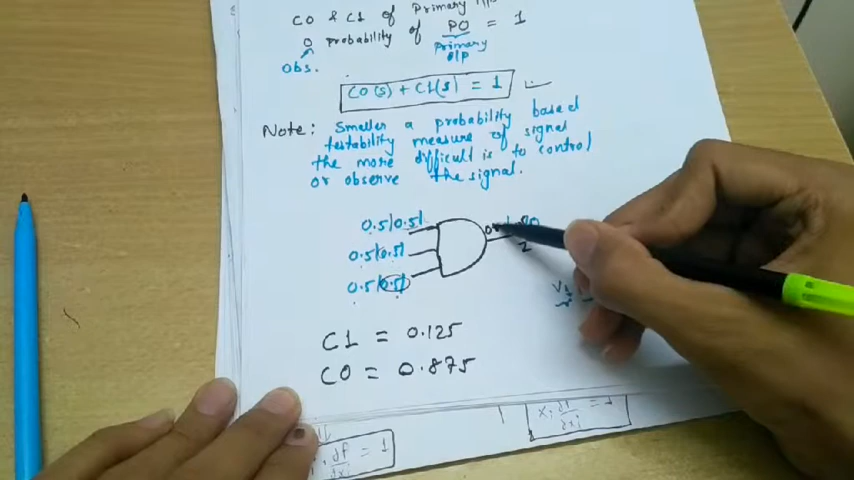 C0 & C1 of Primary I/ps
O probability of PO = 1
Obs.
Primary
O/P
C0(s) + C1(s) = 1
Note: Smaller a probability based
testability measure of signal
the more difficult is to control
or observe the signal.
0.5|0.5|
0.5|0.5|
0.5|0.5|
Z
C1 = 0.125
C0 = 0.875